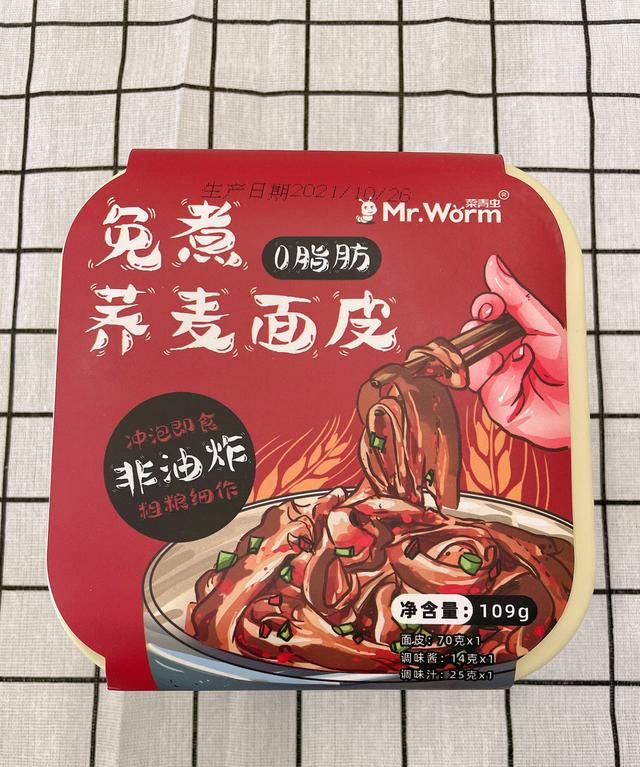 生产日期2021/10/26
菜青虫®
Mr.Worm
免煮
0脂肪
荞麦面皮
冲泡即食
非油炸
粗粮细作
净含量：109g
面皮：70克x1
调味酱：14克x1
调味汁：25克x1